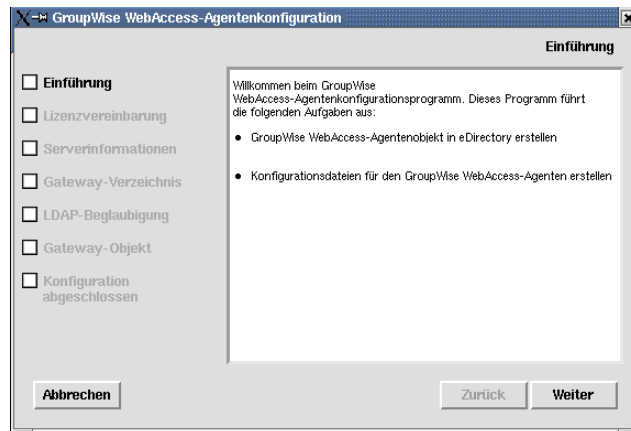 GroupWise WebAccess-Agentenkonfiguration
Einführung
Einführung
Lizenzvereinbarung
Serverinformationen
Gateway-Verzeichnis
LDAP-Beglaubigung
Gateway-Objekt
Konfiguration
abgeschlossen
Willkommen beim GroupWise
WebAccess-Agentenkonfigurationsprogramm. Dieses Programm führt
die folgenden Aufgaben aus:
● GroupWise WebAccess-Agentenobjekt in eDirectory erstellen
● Konfigurationsdateien für den GroupWise WebAccess-Agenten erstellen
Abbrechen
Zurück
Weiter